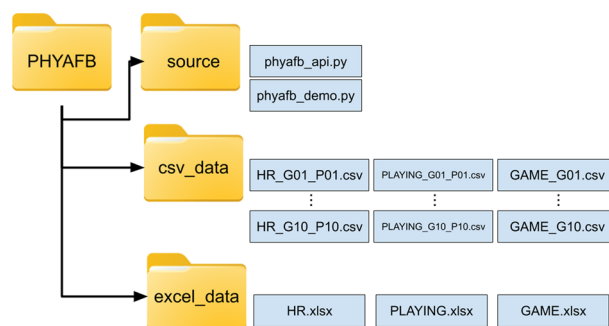 PHYAFB
source
phyafb_api.py
phyafb_demo.py
csv_data
HR_G01_P01.csv
PLAYING_G01_P01.csv
GAME_G01.csv
HR_G10_P10.csv
PLAYING_G10_P10.csv
GAME_G10.csv
excel_data
HR.xlsx
PLAYING.xlsx
GAME.xlsx